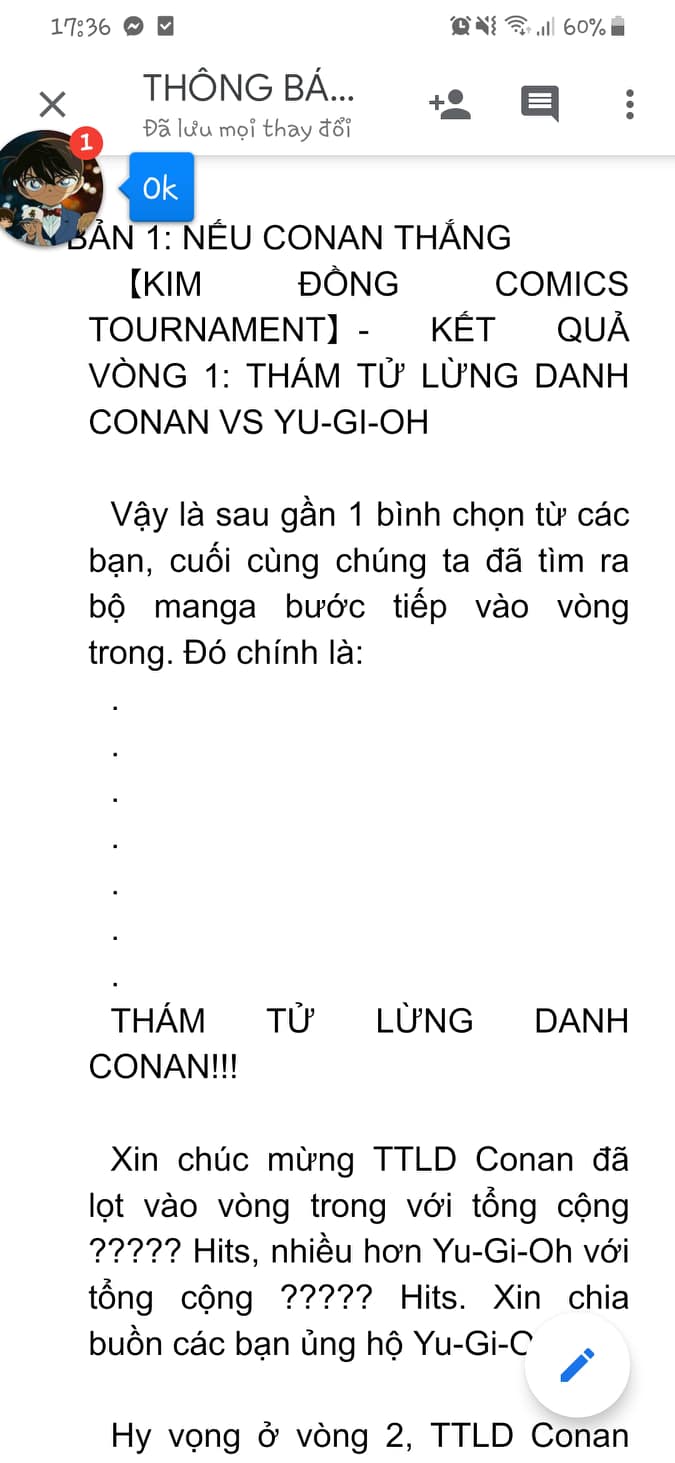 17:36
60%
THÔNG BÁ...
Đã lưu mọi thay đổi
1
Ok
BẢN 1: NẾU CONAN THẮNG
【KIM ĐỒNG COMICS
TOURNAMENT】- KẾT QUẢ
VÒNG 1: THÁM TỬ LỪNG DANH
CONAN VS YU-GI-OH
Vậy là sau gần 1 bình chọn từ các
bạn, cuối cùng chúng ta đã tìm ra
bộ manga bước tiếp vào vòng
trong. Đó chính là:
.
.
.
.
.
.
.
THÁM TỬ LỪNG DANH
CONAN!!!
Xin chúc mừng TTLD Conan đã
lọt vào vòng trong với tổng cộng
????? Hits, nhiều hơn Yu-Gi-Oh với
tổng cộng ????? Hits. Xin chia
buồn các bạn ủng hộ Yu-Gi-
Hy vọng ở vòng 2, TTLD Conan